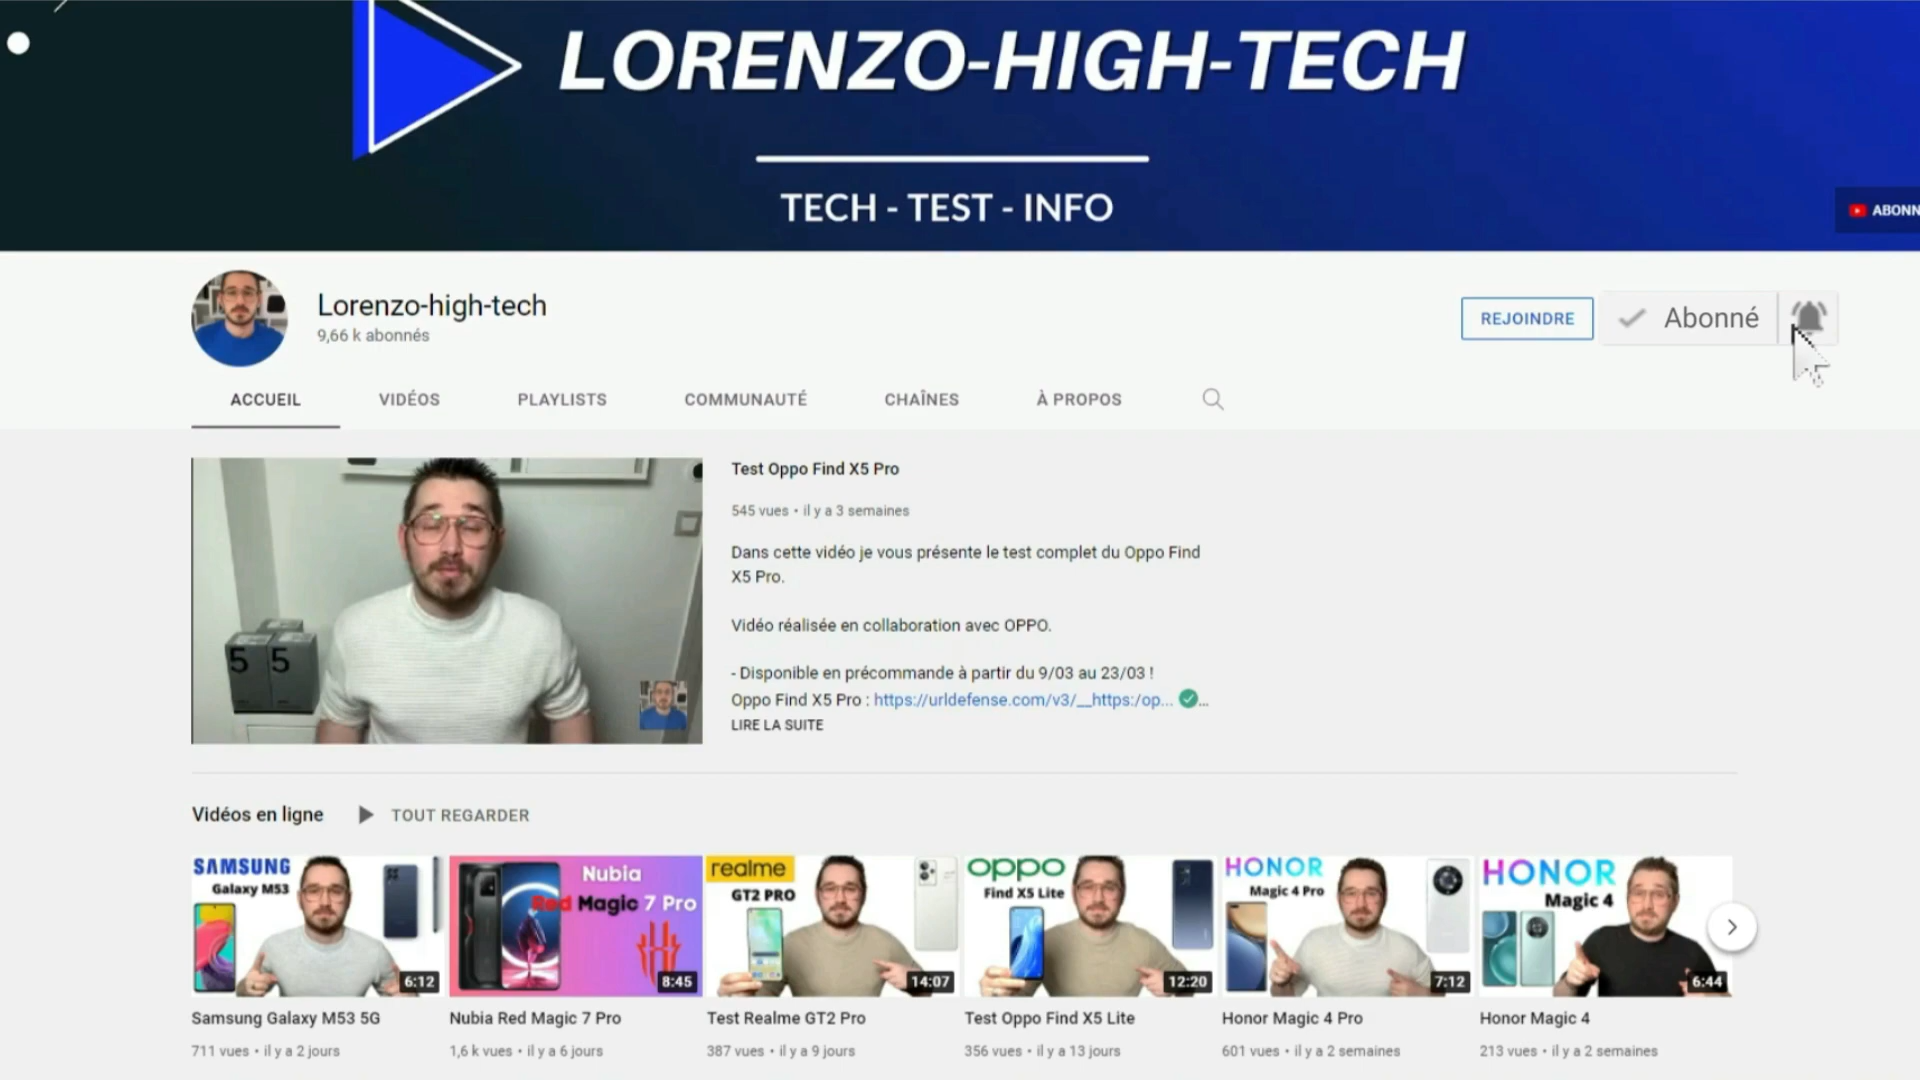 LORENZO-HIGH-TECH
TECH - TEST - INFO
ABONN
Lorenzo-high-tech
9,66 k abonnés
REJOINDRE
Abonné
ACCUEIL
VIDÉOS
PLAYLISTS
COMMUNAUTÉ
CHAÎNES
À PROPOS
5 5
Test Oppo Find X5 Pro
545 vues • il y a 3 semaines
Dans cette vidéo je vous présente le test complet du Oppo Find
X5 Pro.
Vidéo réalisée en collaboration avec OPPO.
- Disponible en précommande à partir du 9/03 au 23/03 !
Oppo Find X5 Pro : https://urldefense.com/v3/__https:/op... ...
LIRE LA SUITE
Vidéos en ligne
TOUT REGARDER
SAMSUNG
Galaxy M53
6:12
Nubia
Red Magic 7 Pro
8:45
realme
GT2 PRO
14:07
oppo
Find X5 Lite
12:20
HONOR
Magic 4 Pro
7:12
HONOR
Magic 4
6:44
Samsung Galaxy M53 5G
Nubia Red Magic 7 Pro
Test Realme GT2 Pro
Test Oppo Find X5 Lite
Honor Magic 4 Pro
Honor Magic 4
711 vues • il y a 2 jours
1,6 k vues • il y a 6 jours
387 vues • il y a 9 jours
356 vues • il y a 13 jours
601 vues • il y a 2 semaines
213 vues • il y a 2 semaines